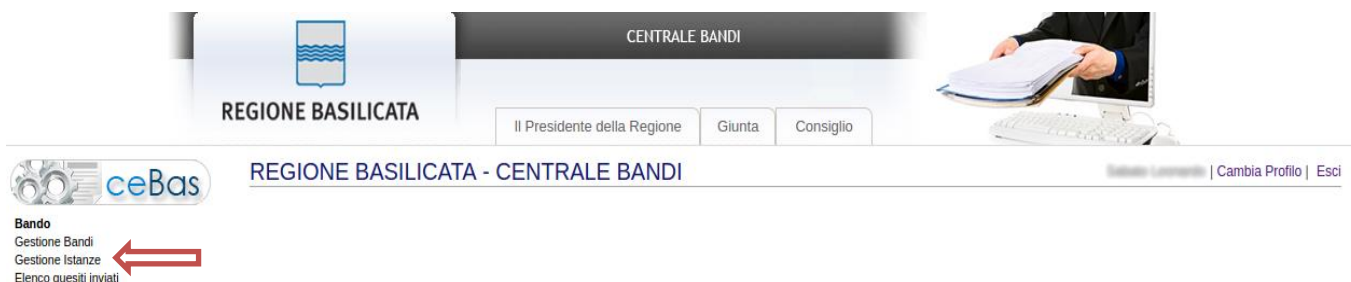 CENTRALE BANDI
REGIONE BASILICATA
Il Presidente della Regione Giunta Consiglio
ceBas
REGIONE BASILICATA - CENTRALE BANDI
| Cambia Profilo | Esci
Bando
Gestione Bandi
Gestione Istanze
Elenco quesiti inviati